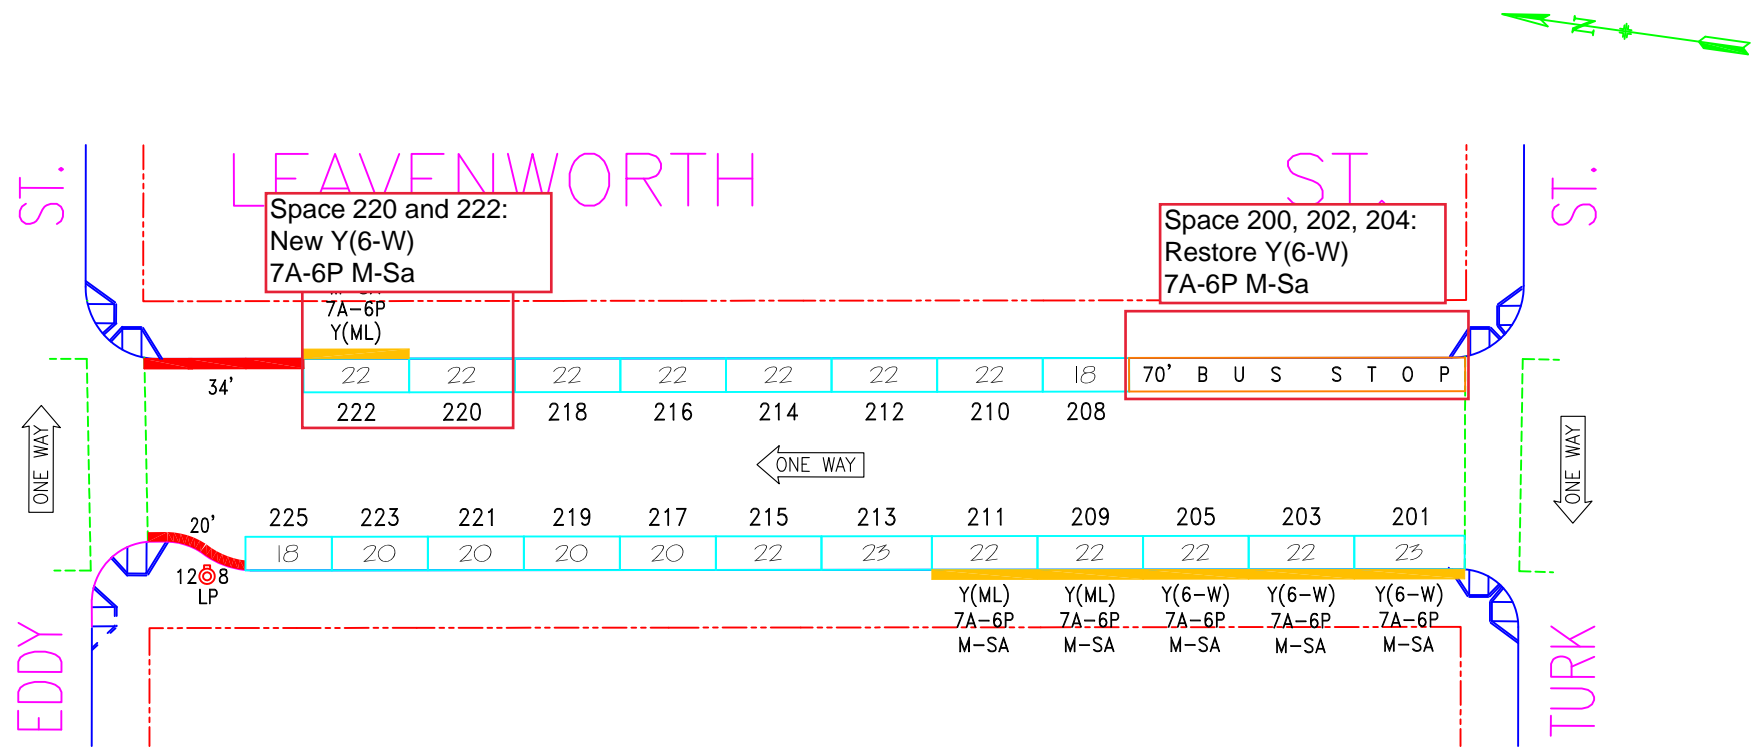 N
LEAVENWORTH ST.
ST.
ST.
Space 220 and 222:
New Y(6-W)
7A-6P M-Sa
Space 200, 202, 204:
Restore Y(6-W)
7A-6P M-Sa
7A-6P
Y(ML)
34'
22 22 22 22 22 22 22 18 70' BUS STOP
222 220 218 216 214 212 210 208
ONE WAY
ONE WAY
ONE WAY
20'
225 223 221 219 217 215 213 211 209 205 203 201
18 20 20 20 20 22 23 22 22 22 22 23
12 8
LP
Y(ML) Y(ML) Y(6-W) Y(6-W) Y(6-W)
7A-6P 7A-6P 7A-6P 7A-6P 7A-6P
M-SA M-SA M-SA M-SA M-SA
EDDY
TURK